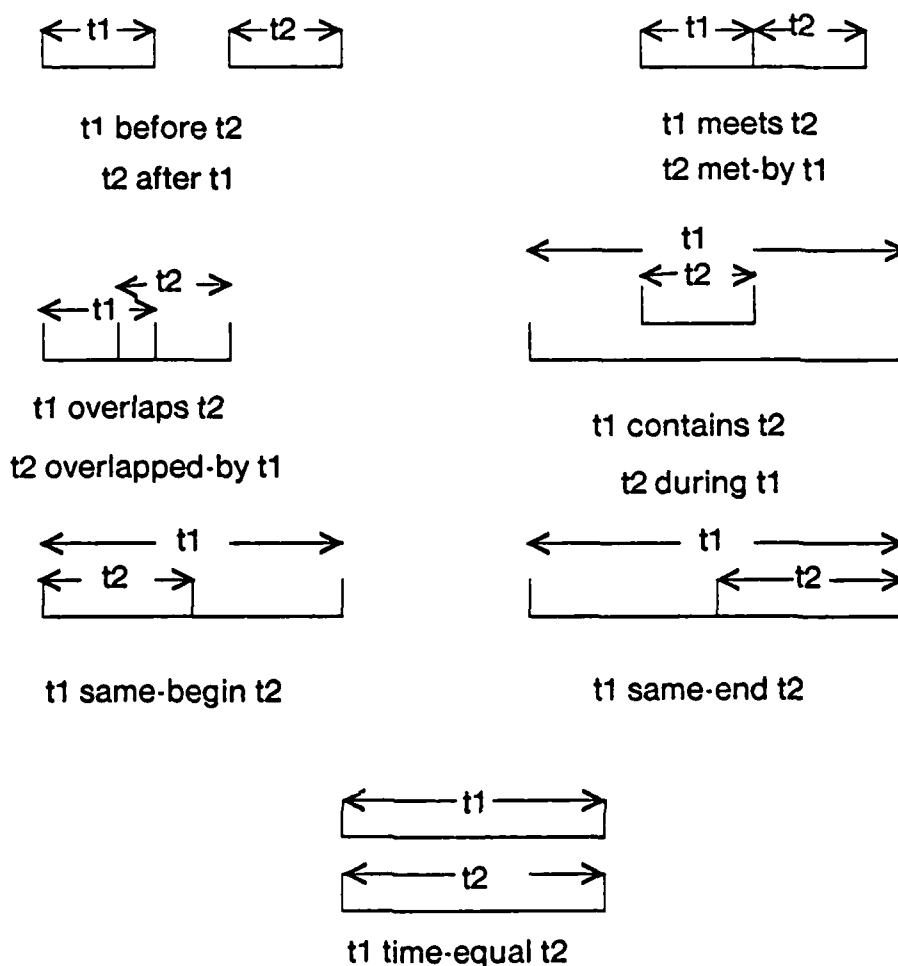 t1 t2
t1 before t2
t2 after t1
t1 t2
t1 meets t2
t2 met-by t1
t2
t1
t1 overlaps t2
t2 overlapped-by t1
t1
t2
t1 contains t2
t2 during t1
t1
t2
t1 same-begin t2
t1
t2
t1 same-end t2
t1
t2
t1 time-equal t2